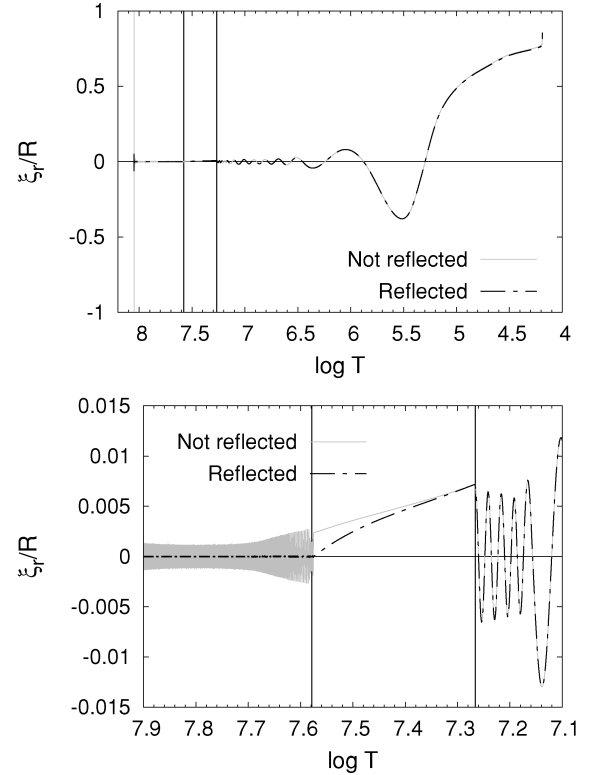 1
0.5
0
-0.5
-1
ξr/R
Not reflected
Reflected
8 7.5 7 6.5 6 5.5 5 4.5 4
log T
0.015
0.01
0.005
0
-0.005
-0.01
-0.015
ξr/R
Not reflected
Reflected
7.9 7.8 7.7 7.6 7.5 7.4 7.3 7.2 7.1
log T